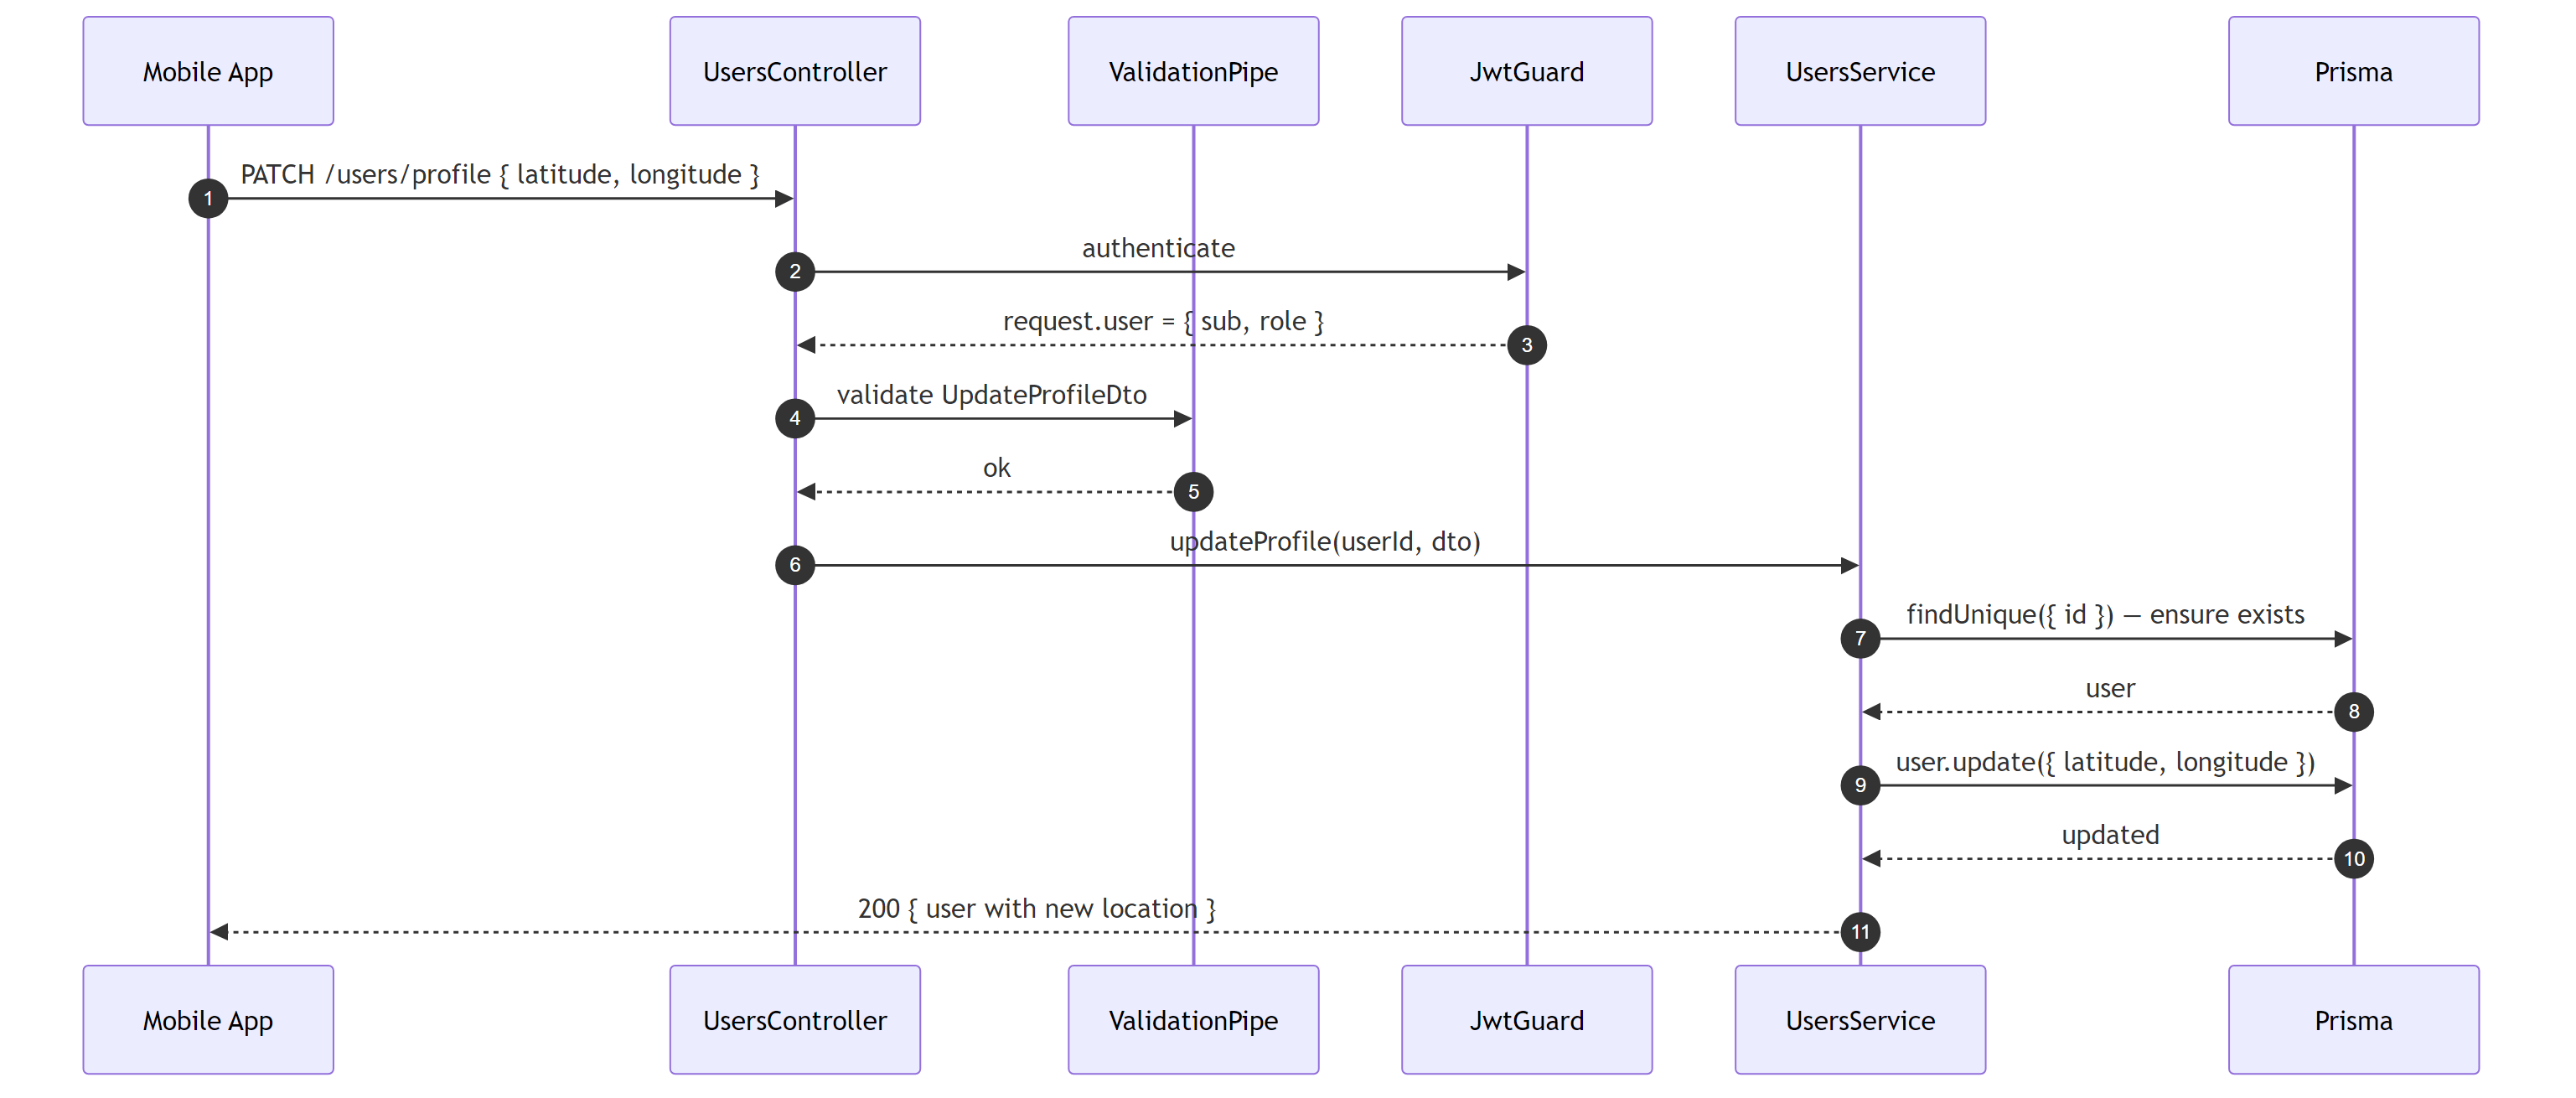 Mobile App
UsersController
ValidationPipe
JwtGuard
UsersService
Prisma
PATCH /users/profile { latitude, longitude }
1
authenticate
2
request.user = { sub, role }
3
validate UpdateProfileDto
4
ok
5
updateProfile(userId, dto)
6
findUnique({ id }) — ensure exists
7
user
8
user.update({ latitude, longitude })
9
updated
10
200 { user with new location }
11
Mobile App
UsersController
ValidationPipe
JwtGuard
UsersService
Prisma